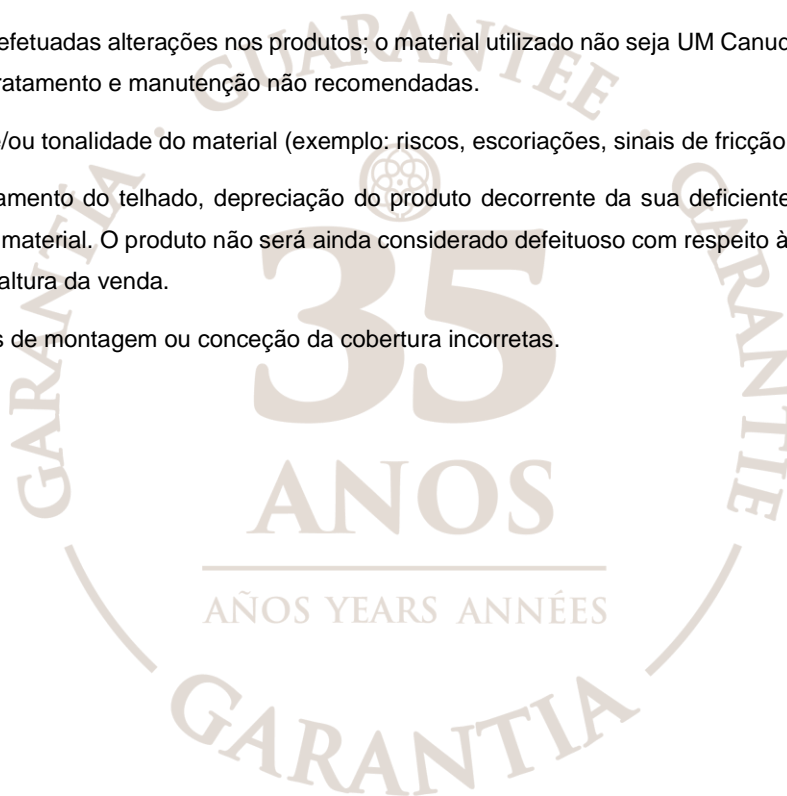 efetuadas alterações nos produtos; o material utilizado não seja UM Canud
ratamento e manutenção não recomendadas.
e/ou tonalidade do material (exemplo: riscos, escoriações, sinais de fricção
amento do telhado, depreciação do produto decorrente da sua deficiente
material. O produto não será ainda considerado defeituoso com respeito à
altura da venda.
s de montagem ou conceção da cobertura incorretas.
GUARANTEE
GARANTÍA
GARANTIE
35
ANOS
AÑOS YEARS ANNÉES
GARANTIA